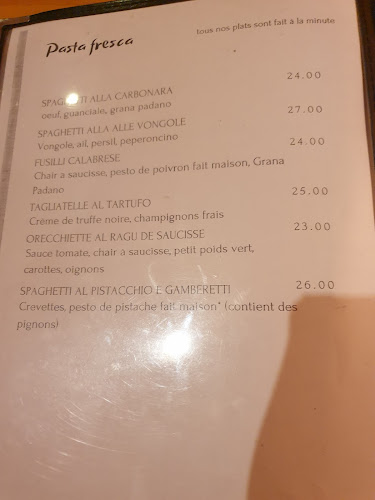 Pasta fresca
tous nos plats sont fait à la minute
SPAGHETTI ALLA CARBONARA 24.00
oeuf, guanciale, grana padano
SPAGHETTI ALLA ALLE VONGOLE 27.00
Vongole, ail, persil, peperoncino
FUSILLI CALABRESE 24.00
Chair a saucisse, pesto de poivron fait maison, Grana
Padano
TAGLIATELLE AL TARTUFO 25.00
Crème de truffe noire, champignons frais
ORECCHIETTE AL RAGU DE SAUCISSE 23.00
Sauce tomate, chair à saucisse, petit poids vert,
carottes, oignons
SPAGHETTI AL PISTACCHIO E GAMBERETTI 26.00
Crevettes, pesto de pistache fait maison* (contient des
pignons)